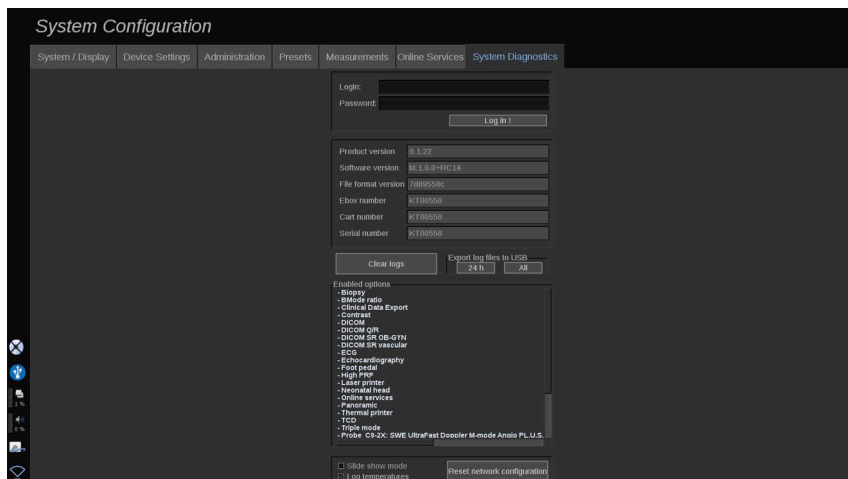 System Configuration
System / Display Device Settings Administration Presets Measurements Online Services System Diagnostics
Login:
Password:
Log in !
Product version 0.1.22
Software version kt.1.0.0-RC14
File format version 7d89558c
Ebox number KT00550
Cart number KT00550
Serial number KT00550
Clear logs
Export log files to USB
24 h All
Enabled options
- Biopsy
- BMode ratio
- Clinical Data Export
- Contrast
- DICOM
- DICOM Q/R
- DICOM SR OB-GYN
- DICOM SR vascular
- ECG
- Echocardiography
- Foot pedal
- High PRF
- Laser printer
- Neonatal head
- Online services
- Panoramic
- Thermal printer
- TCD
- Triple mode
- Probe C9-2X: SWE UltraFast Doppler M-mode Angio PL.U.S.
1 %
0 %
Slide show mode
Log temperatures
Reset network configuration